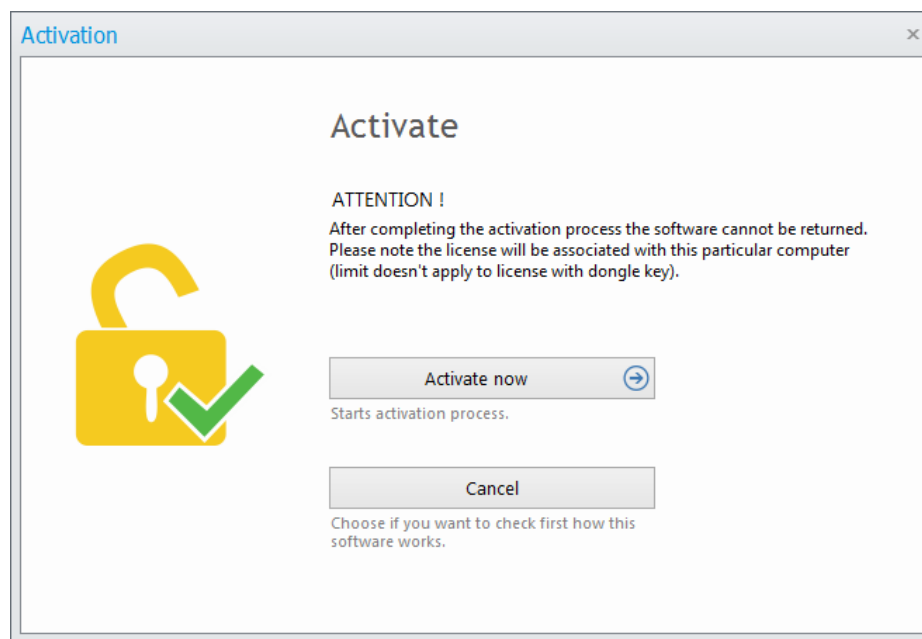 Activation
Activate
ATTENTION !
After completing the activation process the software cannot be returned.
Please note the license will be associated with this particular computer
(limit doesn't apply to license with dongle key).
Activate now
Starts activation process.
Cancel
Choose if you want to check first how this
software works.